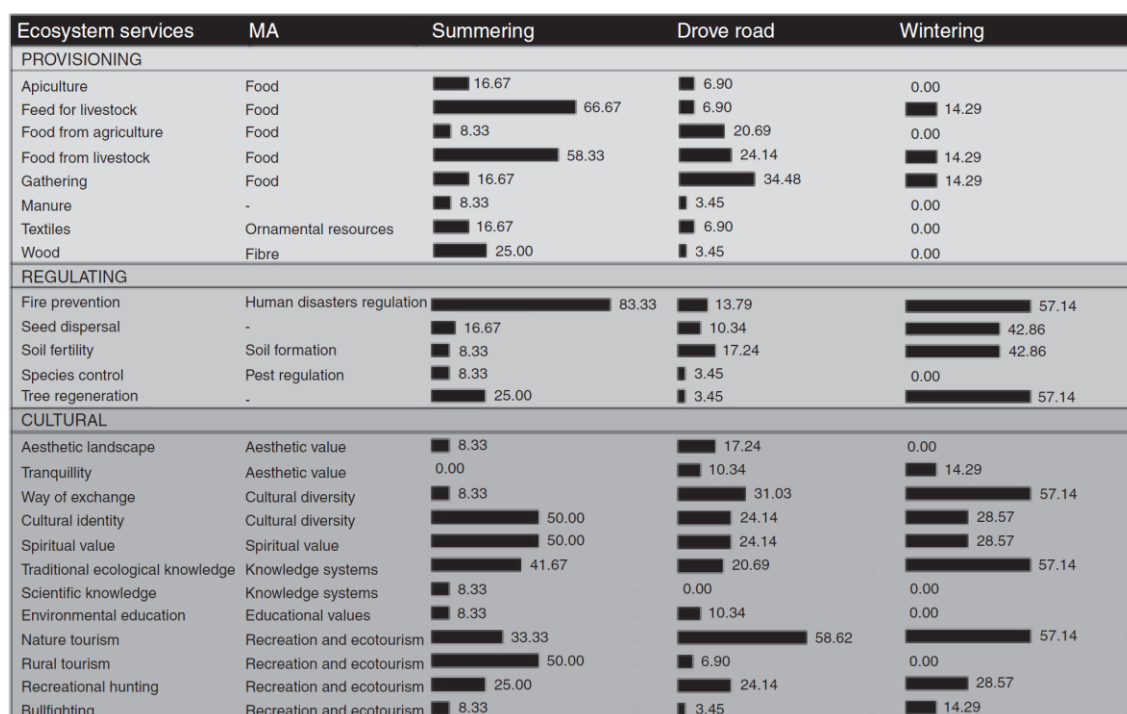 Ecosystem services MA Summering Drove road Wintering
PROVISIONING
Apiculture Food 16.67 6.90 0.00
Feed for livestock Food 66.67 6.90 14.29
Food from agriculture Food 8.33 20.69 0.00
Food from livestock Food 58.33 24.14 14.29
Gathering Food 16.67 34.48 14.29
Manure - 8.33 3.45 0.00
Textiles Ornamental resources 16.67 6.90 0.00
Wood Fibre 25.00 3.45 0.00
REGULATING
Fire prevention Human disasters regulation 83.33 13.79 57.14
Seed dispersal - 16.67 10.34 42.86
Soil fertility Soil formation 8.33 17.24 42.86
Species control Pest regulation 8.33 3.45 0.00
Tree regeneration - 25.00 3.45 57.14
CULTURAL
Aesthetic landscape Aesthetic value 8.33 17.24 0.00
Tranquillity Aesthetic value 0.00 10.34 14.29
Way of exchange Cultural diversity 8.33 31.03 57.14
Cultural identity Cultural diversity 50.00 24.14 28.57
Spiritual value Spiritual value 50.00 24.14 28.57
Traditional ecological knowledge Knowledge systems 41.67 20.69 57.14
Scientific knowledge Knowledge systems 8.33 0.00 0.00
Environmental education Educational values 8.33 10.34 0.00
Nature tourism Recreation and ecotourism 33.33 58.62 57.14
Rural tourism Recreation and ecotourism 50.00 6.90 0.00
Recreational hunting Recreation and ecotourism 25.00 24.14 28.57
Bullfighting Recreation and ecotourism 8.33 3.45 14.29